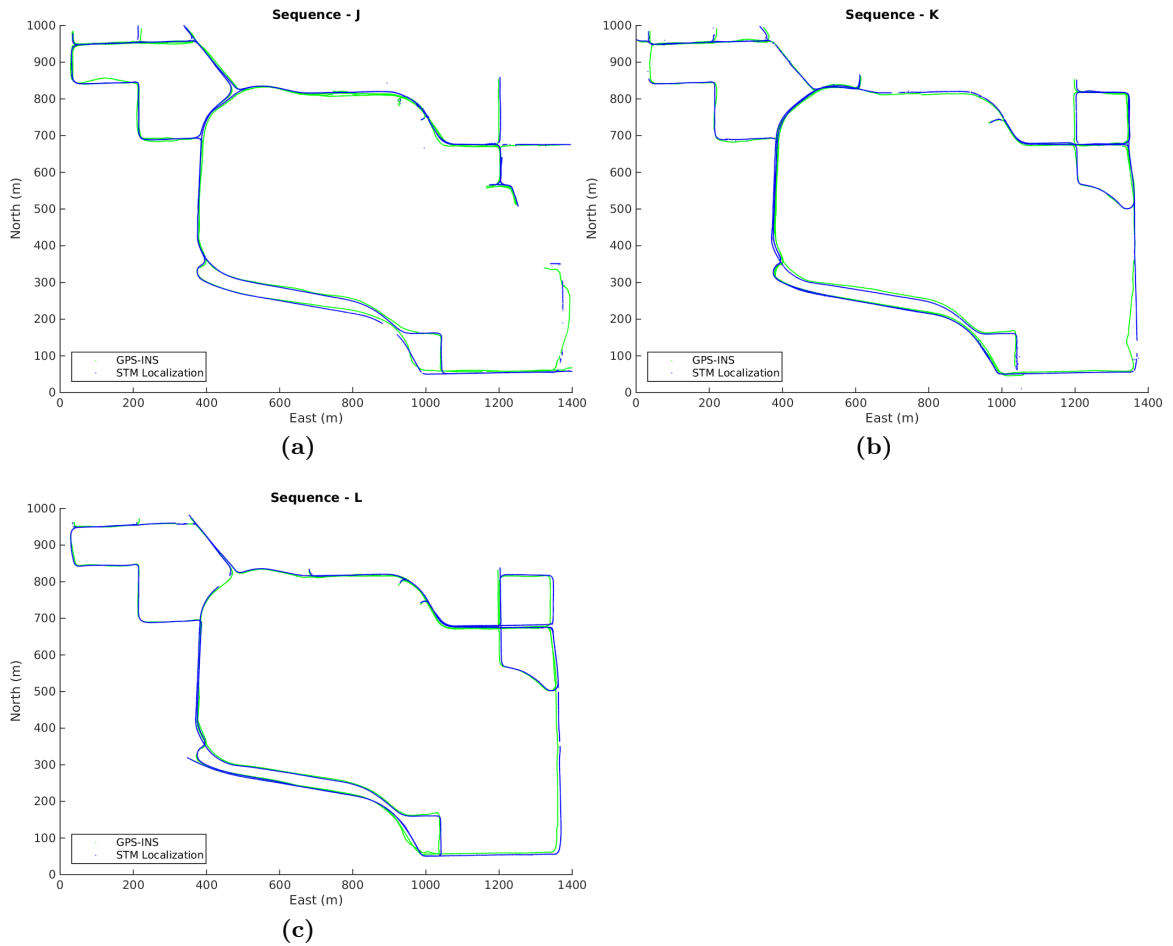 Sequence - J
North (m)
1000
900
800
700
600
500
400
300
200
100
0
GPS-INS
STM Localization
0 200 400 600 800 1000 1200 1400
East (m)
(a)
Sequence - K
North (m)
1000
900
800
700
600
500
400
300
200
100
0
GPS-INS
STM Localization
0 200 400 600 800 1000 1200 1400
East (m)
(b)
Sequence - L
North (m)
1000
900
800
700
600
500
400
300
200
100
0
GPS-INS
STM Localization
0 200 400 600 800 1000 1200 1400
East (m)
(c)